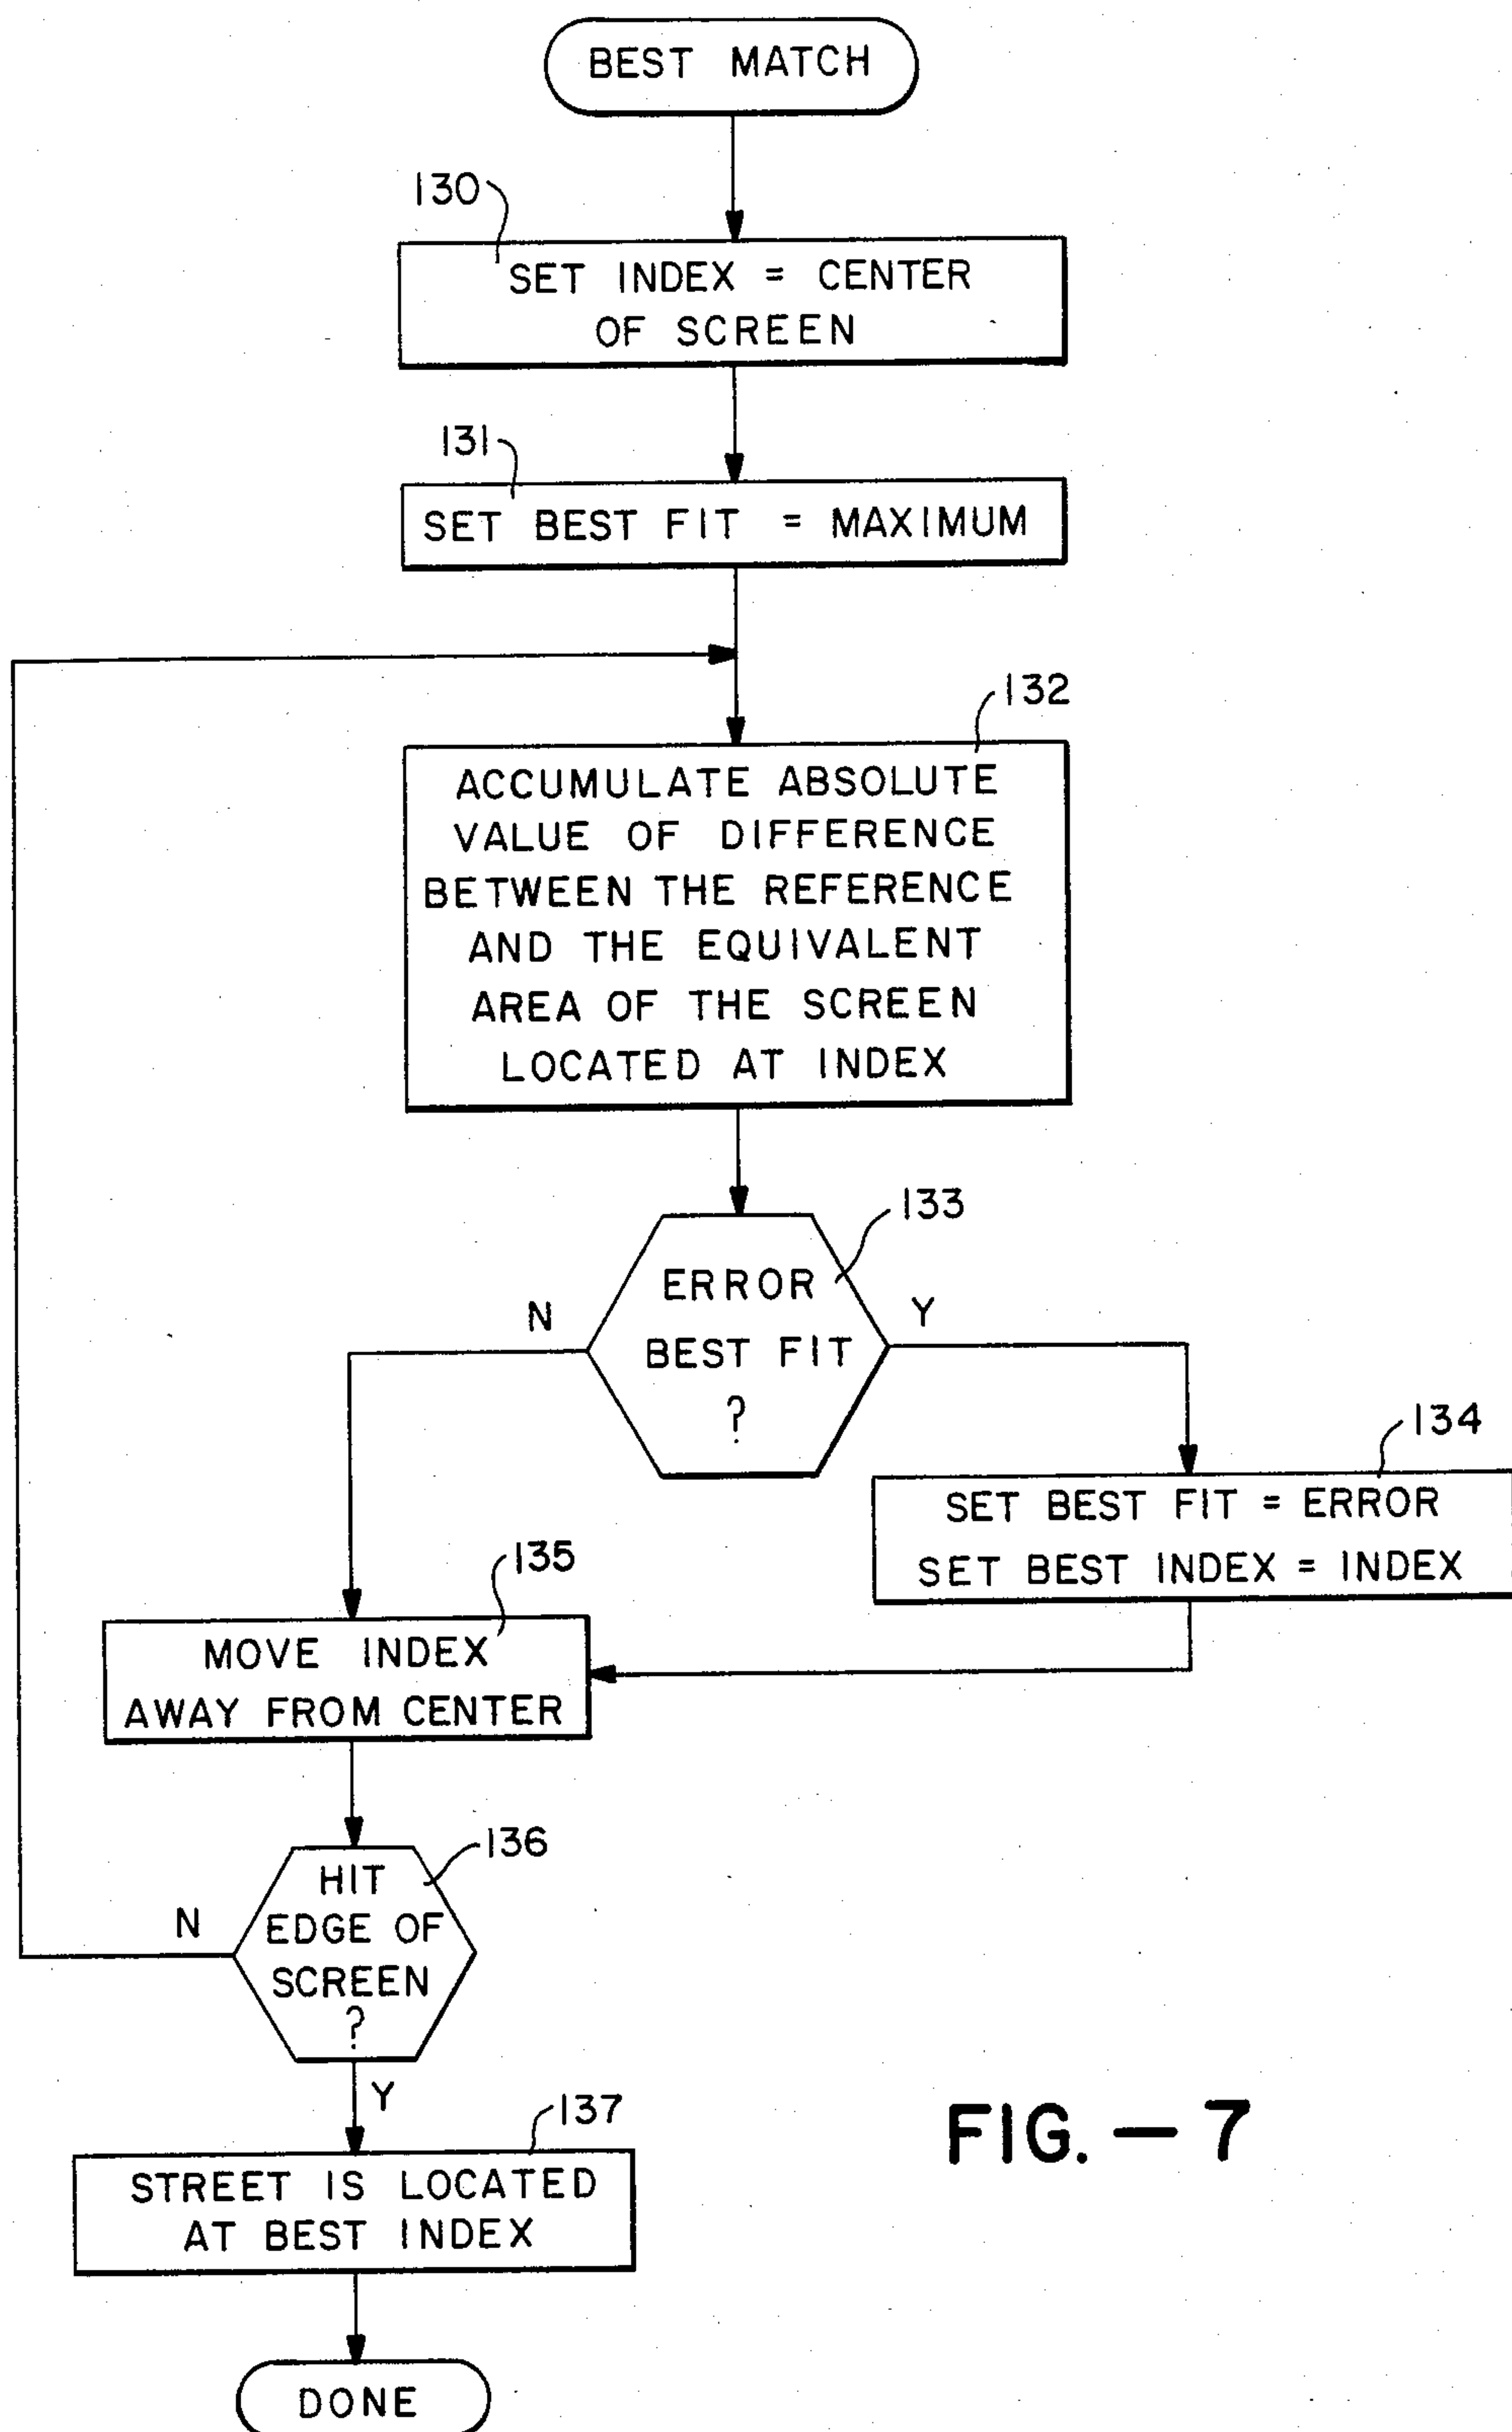 BEST MATCH
130
SET INDEX = CENTER
OF SCREEN
131
SET BEST FIT = MAXIMUM
132
ACCUMULATE ABSOLUTE
VALUE OF DIFFERENCE
BETWEEN THE REFERENCE
AND THE EQUIVALENT
AREA OF THE SCREEN
LOCATED AT INDEX
133
ERROR
BEST FIT
?
N
Y
134
SET BEST FIT = ERROR
SET BEST INDEX = INDEX
135
MOVE INDEX
AWAY FROM CENTER
136
HIT
EDGE OF
SCREEN
?
N
Y
137
STREET IS LOCATED
AT BEST INDEX
DONE
FIG. — 7